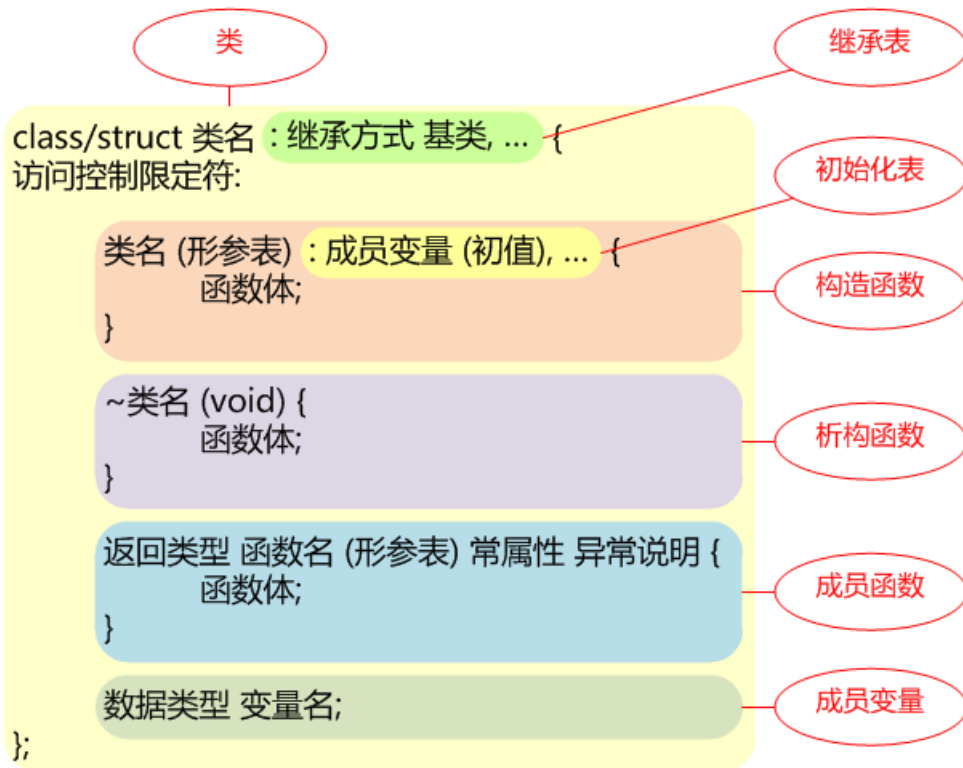 类
继承表
class/struct 类名 : 继承方式 基类, ... {
访问控制限定符:
初始化表
类名 (形参表) : 成员变量 (初值), ... {
函数体;
}
构造函数
~类名 (void) {
函数体;
}
析构函数
返回类型 函数名 (形参表) 常属性 异常说明 {
函数体;
}
成员函数
数据类型 变量名;
成员变量
};